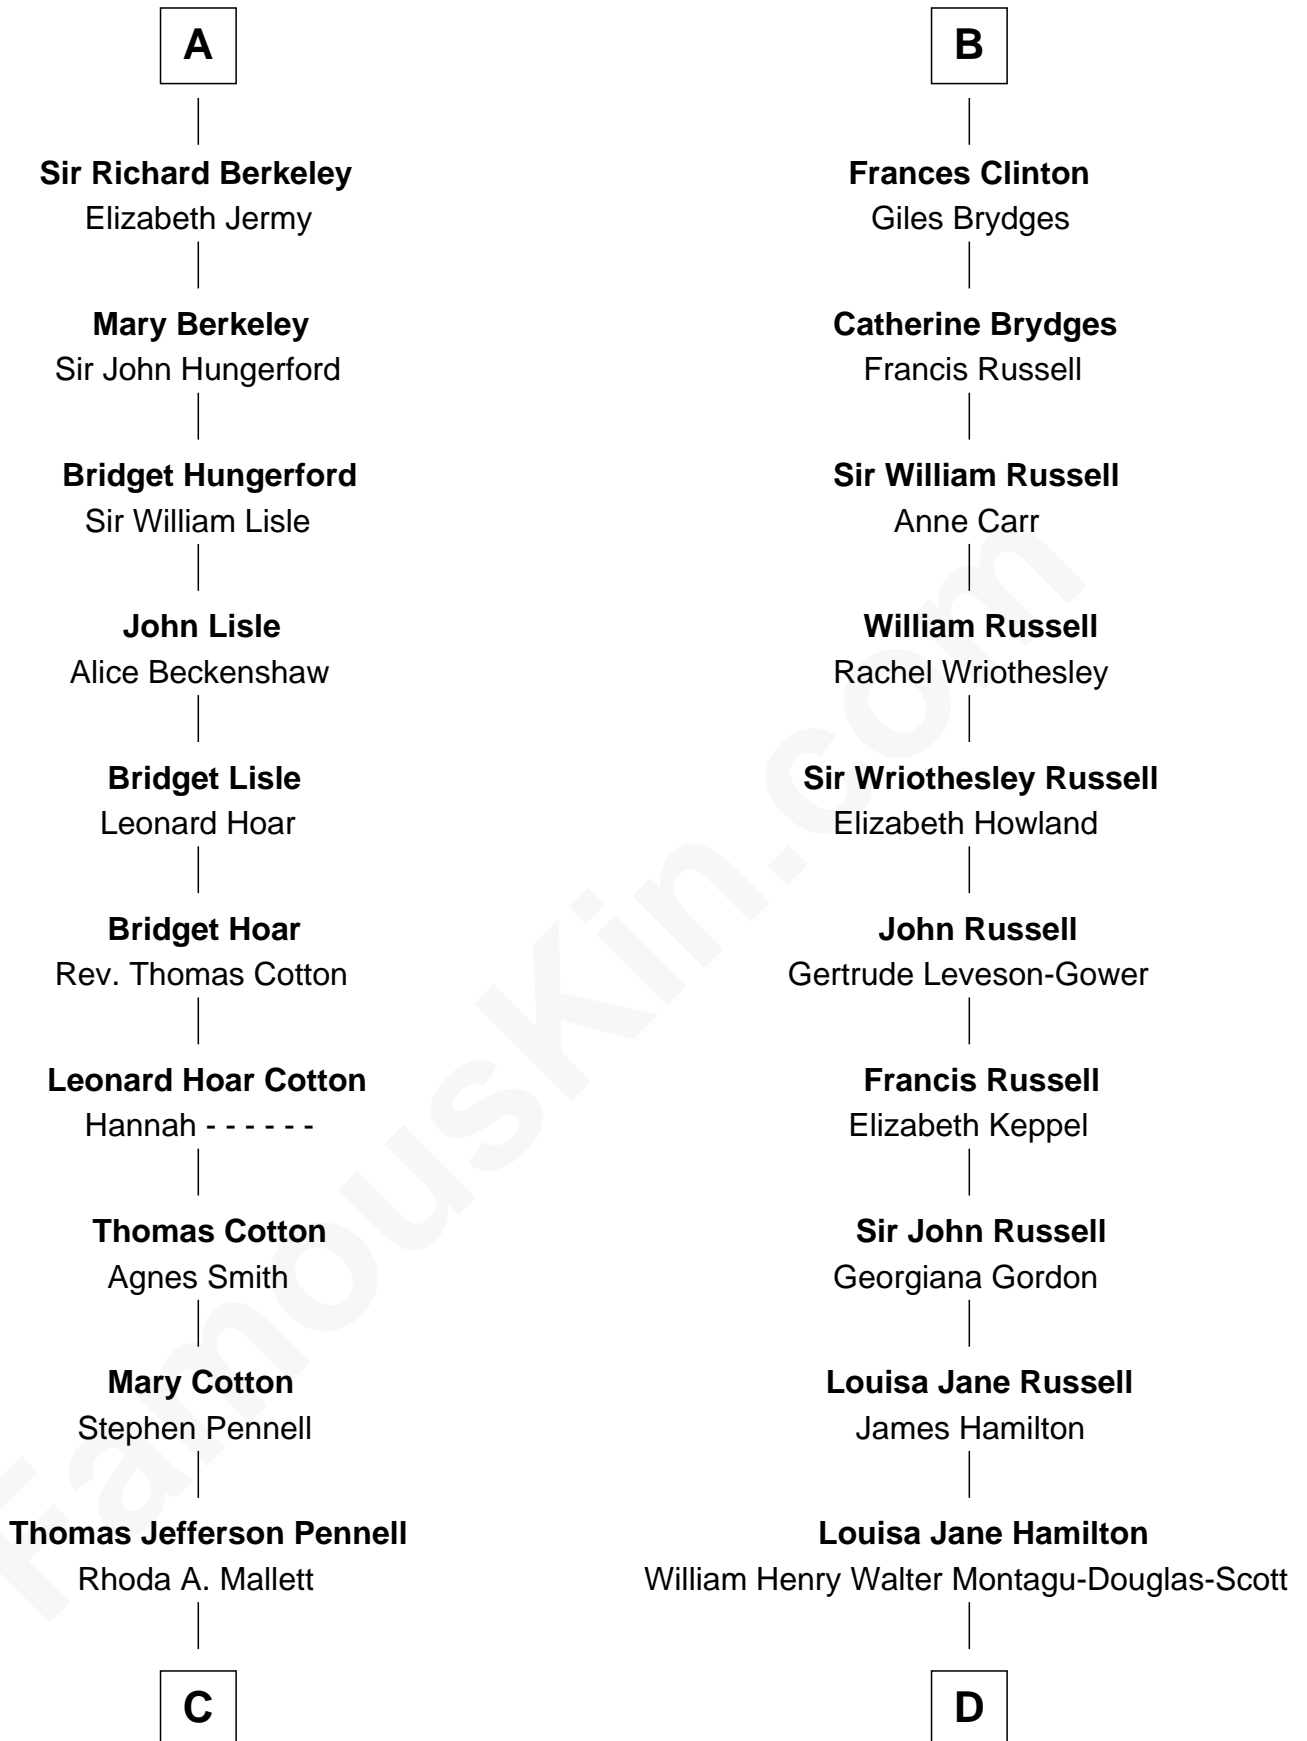 A
Sir Richard Berkeley
Elizabeth Jermy
Mary Berkeley
Sir John Hungerford
Bridget Hungerford
Sir William Lisle
John Lisle
Alice Beckenshaw
Bridget Lisle
Leonard Hoar
Bridget Hoar
Rev. Thomas Cotton
Leonard Hoar Cotton
Hannah - - - - - -
Thomas Cotton
Agnes Smith
Mary Cotton
Stephen Pennell
Thomas Jefferson Pennell
Rhoda A. Mallett
C
B
Frances Clinton
Giles Brydges
Catherine Brydges
Francis Russell
Sir William Russell
Anne Carr
William Russell
Rachel Wriothesley
Sir Wriothesley Russell
Elizabeth Howland
John Russell
Gertrude Leveson-Gower
Francis Russell
Elizabeth Keppel
Sir John Russell
Georgiana Gordon
Louisa Jane Russell
James Hamilton
Louisa Jane Hamilton
William Henry Walter Montagu-Douglas-Scott
D
FamousKin.com